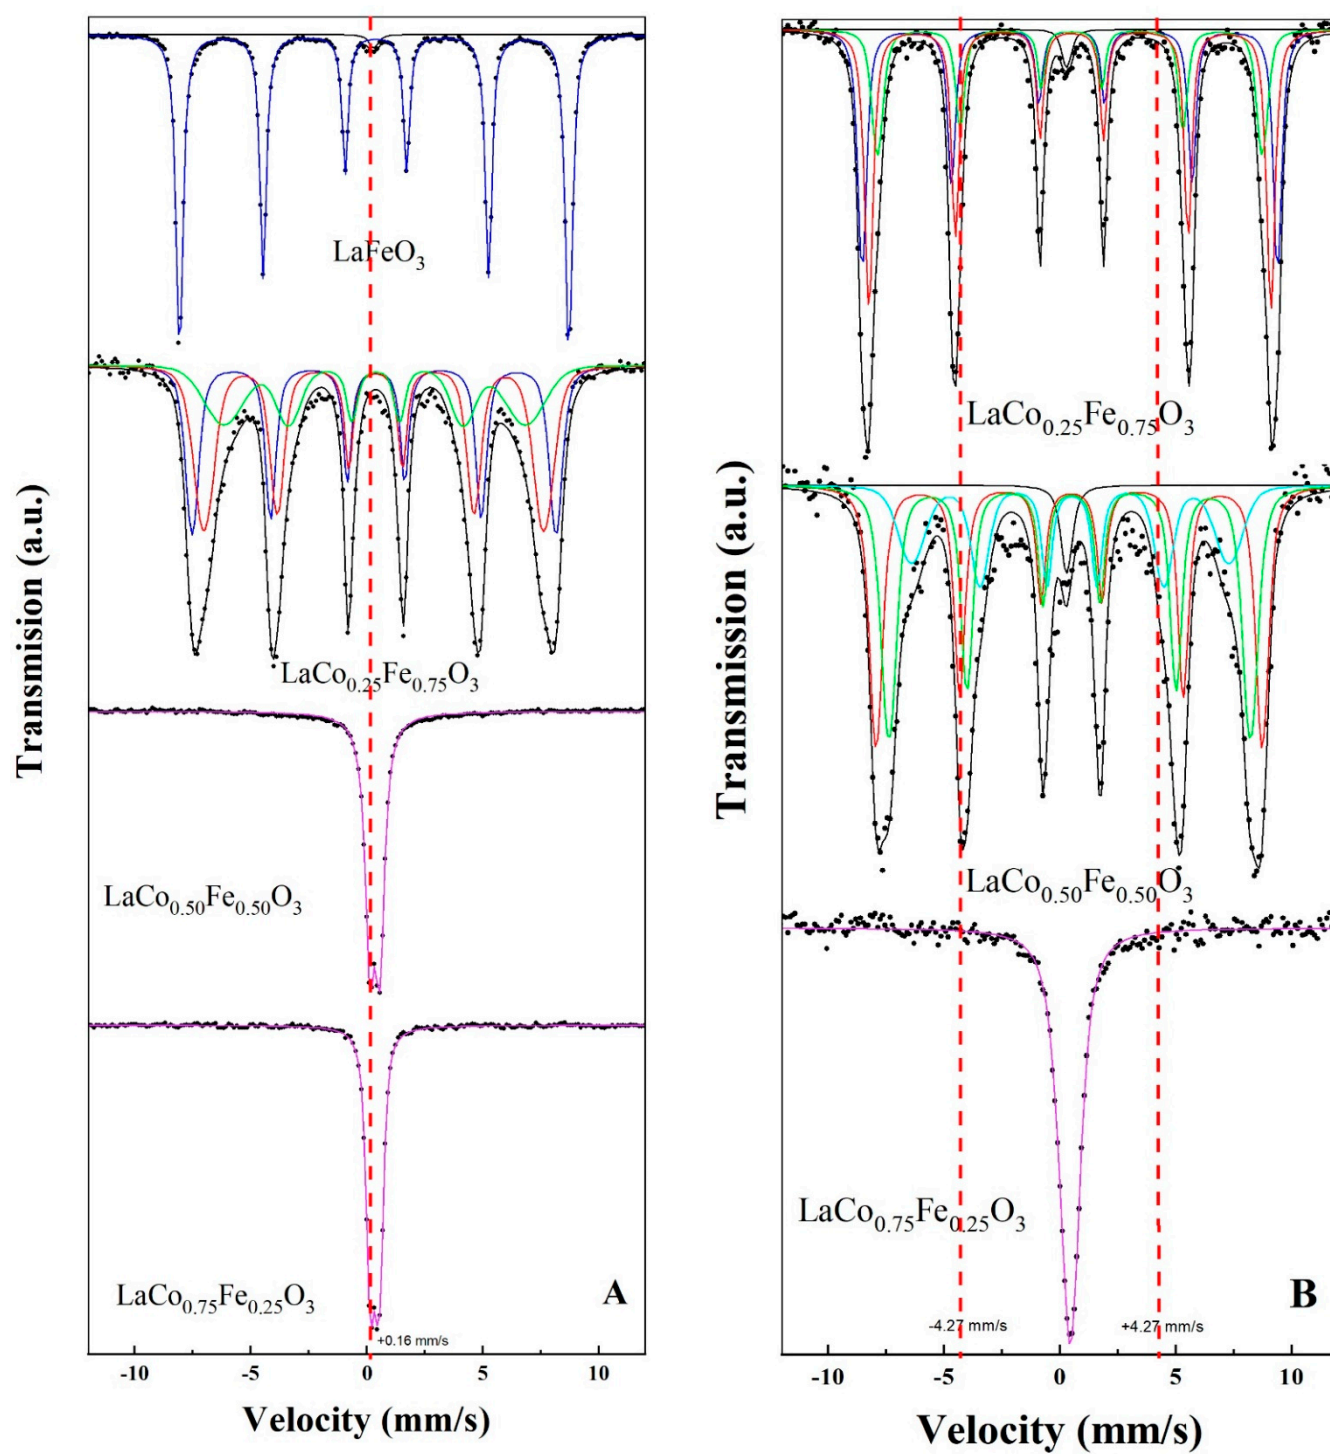 Transmision (a.u.)
LaFeO₃
LaCo₀.₂₅Fe₀.₇₅O₃
LaCo₀.₅₀Fe₀.₅₀O₃
LaCo₀.₇₅Fe₀.₂₅O₃
A
+0.16 mm/s
-10 -5 0 5 10
Velocity (mm/s)
Transmission (a.u.)
LaCo₀.₂₅Fe₀.₇₅O₃
LaCo₀.₅₀Fe₀.₅₀O₃
LaCo₀.₇₅Fe₀.₂₅O₃
B
-4.27 mm/s +4.27 mm/s
-10 -5 0 5 10
Velocity (mm/s)